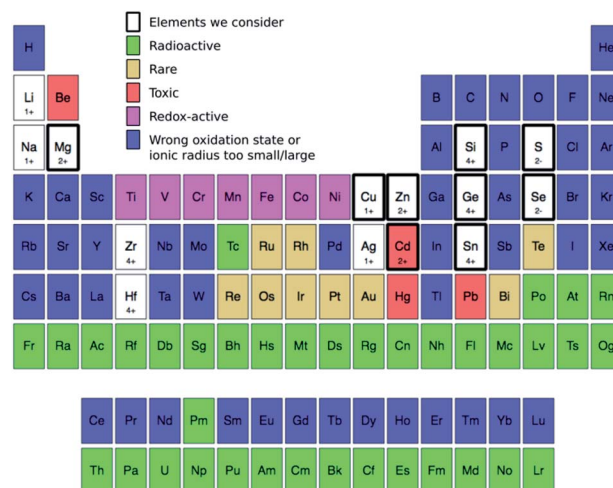 Elements we consider
Radioactive
Rare
Toxic
Redox-active
Wrong oxidation state or
ionic radius too small/large
H He
Li Be B C N O F Ne
1+
Na Mg Al Si P S Cl Ar
1+ 2+ 4+ 2-
K Ca Sc Ti V Cr Mn Fe Co Ni Cu Zn Ga Ge As Se Br Kr
1+ 2+ 4+ 2-
Rb Sr Y Zr Nb Mo Tc Ru Rh Pd Ag Cd In Sn Sb Te I Xe
4+ 1+ 2+ 4+
Cs Ba La Hf Ta W Re Os Ir Pt Au Hg Tl Pb Bi Po At Rn
4+
Fr Ra Ac Rf Db Sg Bh Hs Mt Ds Rg Cn Nh Fl Mc Lv Ts Og
Ce Pr Nd Pm Sm Eu Gd Tb Dy Ho Er Tm Yb Lu
Th Pa U Np Pu Am Cm Bk Cf Es Fm Md No Lr